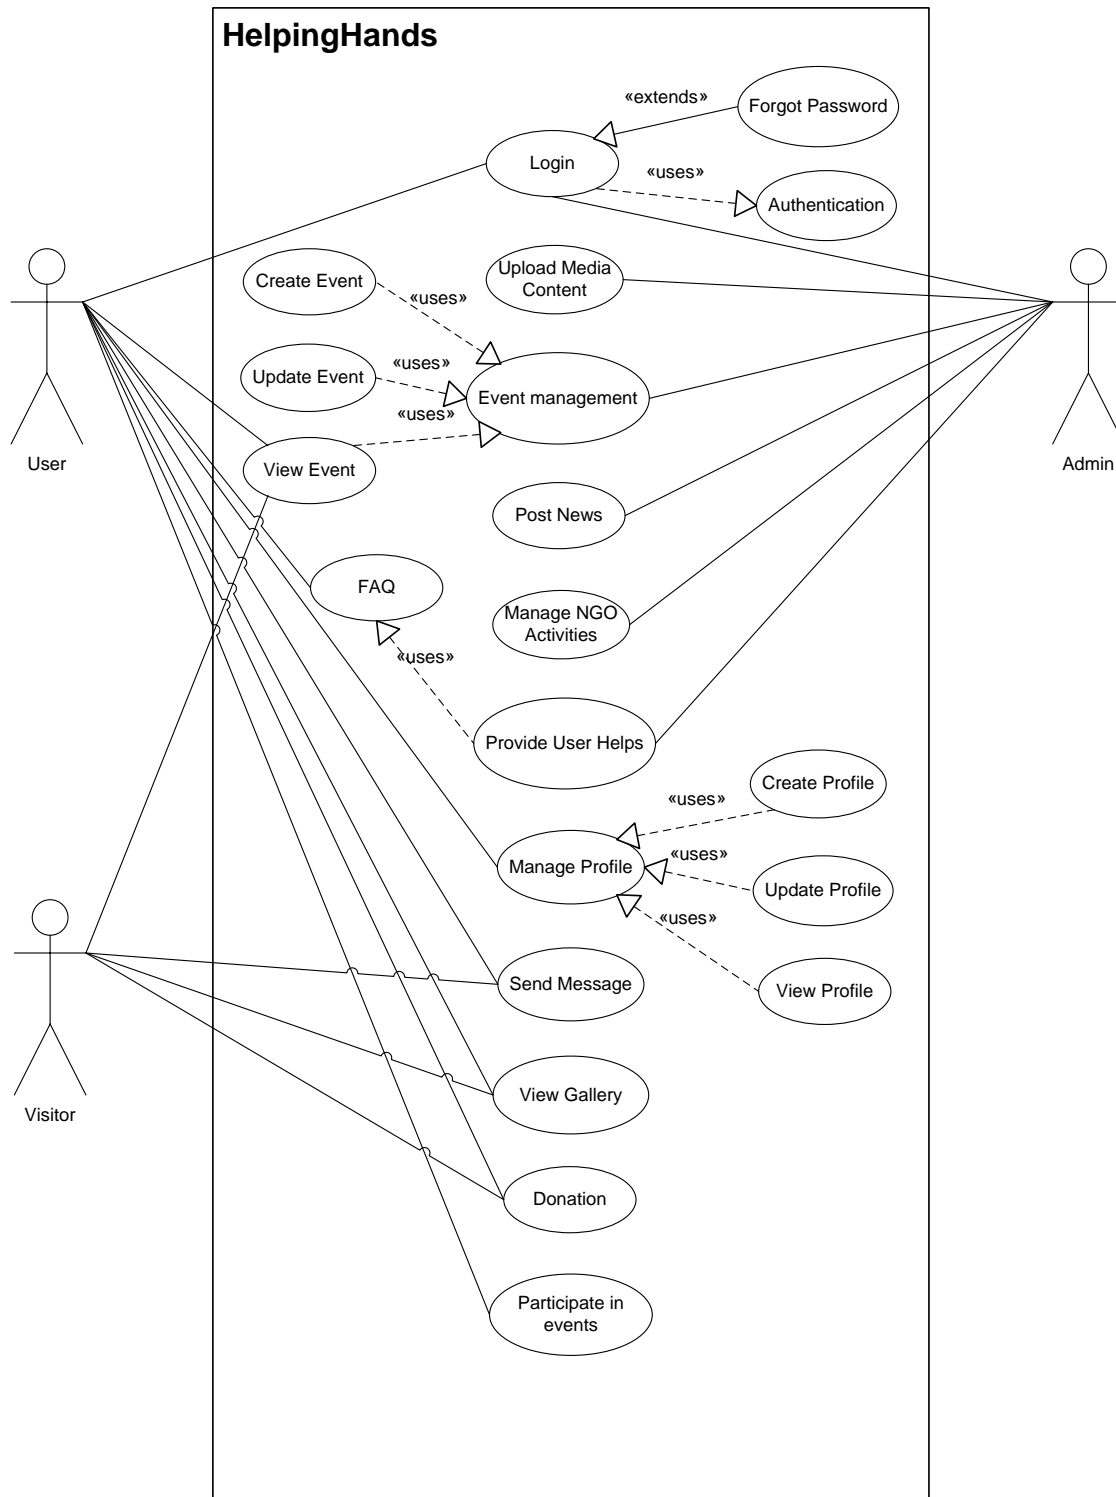 HelpingHands
«extends»
Forgot Password
Login
«uses»
Authentication
Create Event
«uses»
Upload Media
Content
Update Event
«uses»
Event management
«uses»
View Event
User
Admin
Post News
FAQ
Manage NGO
Activities
«uses»
Provide User Helps
Create Profile
«uses»
Manage Profile
«uses»
Update Profile
«uses»
Send Message
View Profile
Visitor
View Gallery
Donation
Participate in
events